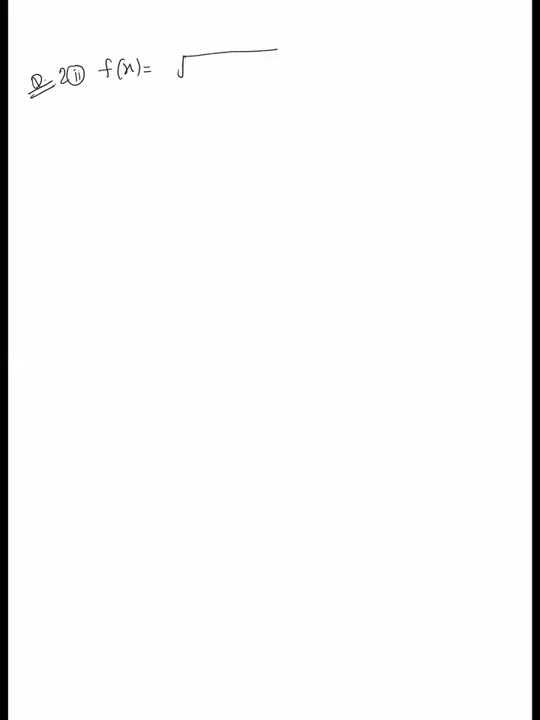 Q. 2(ii) f(x)= √